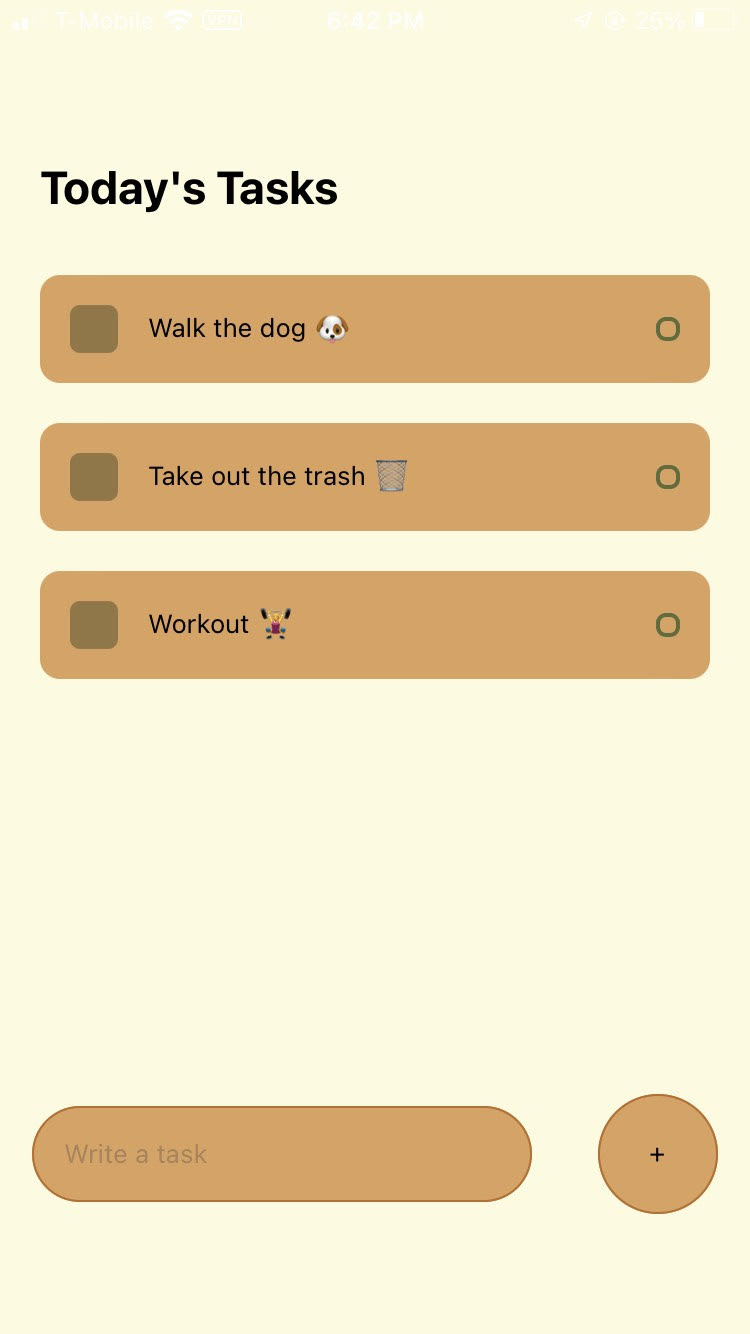 T-Mobile VPN 6:42 PM 25%
Today's Tasks
Walk the dog 🐶
Take out the trash 🗑️
Workout 🏋️‍♀️
Write a task
+